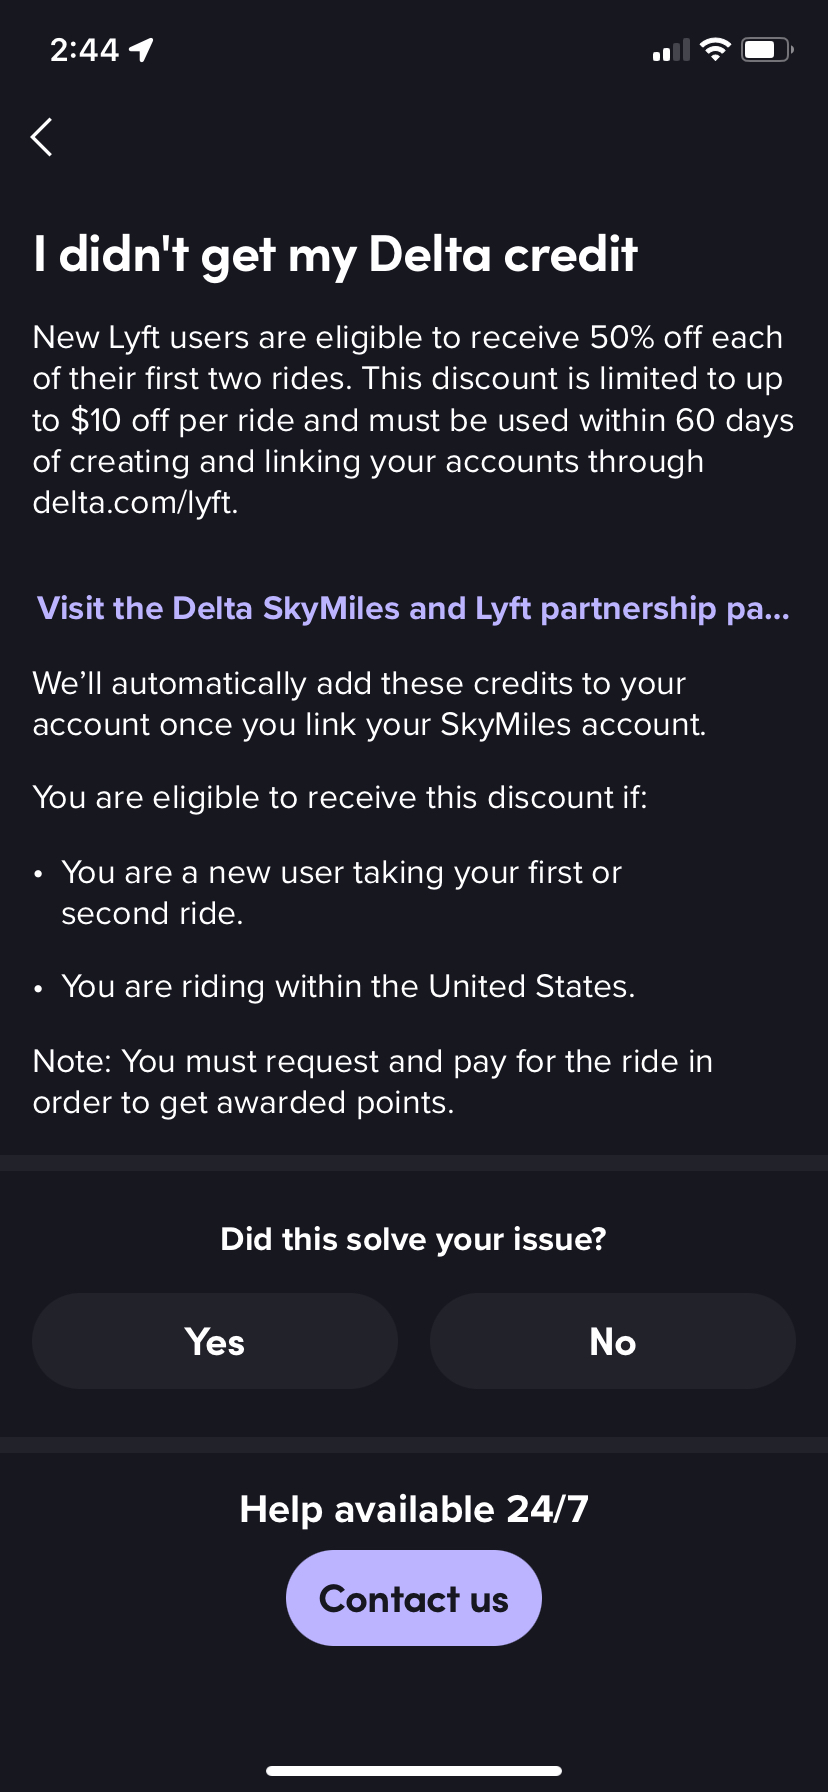 2:44
I didn't get my Delta credit
New Lyft users are eligible to receive 50% off each
of their first two rides. This discount is limited to up
to $10 off per ride and must be used within 60 days
of creating and linking your accounts through
delta.com/lyft.
Visit the Delta SkyMiles and Lyft partnership pa...
We’ll automatically add these credits to your
account once you link your SkyMiles account.
You are eligible to receive this discount if:
• You are a new user taking your first or
second ride.
• You are riding within the United States.
Note: You must request and pay for the ride in
order to get awarded points.
Did this solve your issue?
Yes
No
Help available 24/7
Contact us